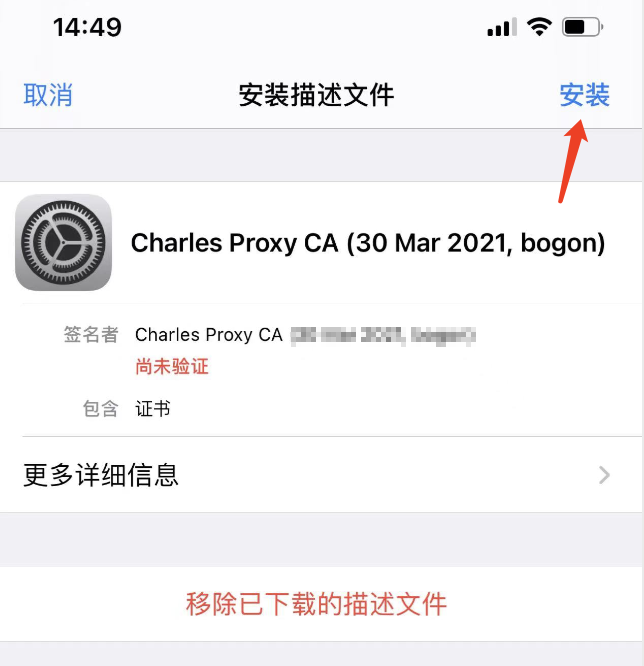 14:49
取消 安装描述文件 安装
Charles Proxy CA (30 Mar 2021, bogon)
签名者 Charles Proxy CA
尚未验证
包含 证书
更多详细信息
移除已下载的描述文件